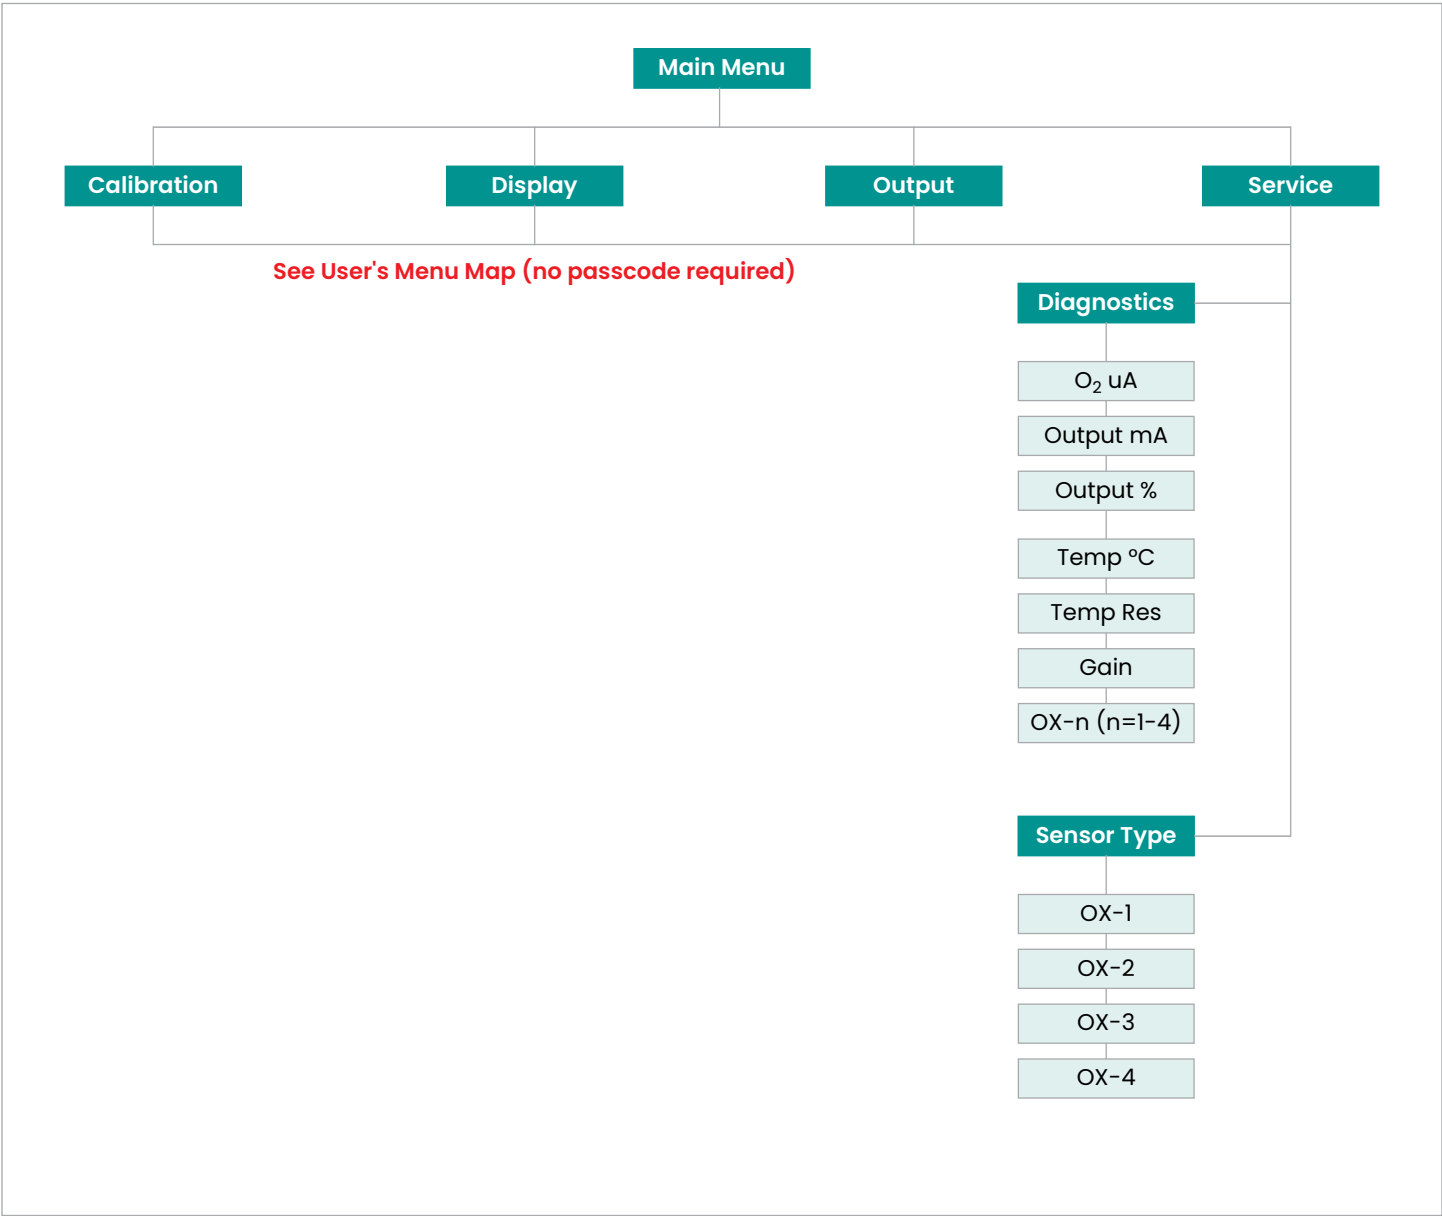 Main Menu
Calibration
Display
Output
Service
See User's Menu Map (no passcode required)
Diagnostics
O₂ uA
Output mA
Output %
Temp °C
Temp Res
Gain
OX-n (n=1-4)
Sensor Type
OX-1
OX-2
OX-3
OX-4